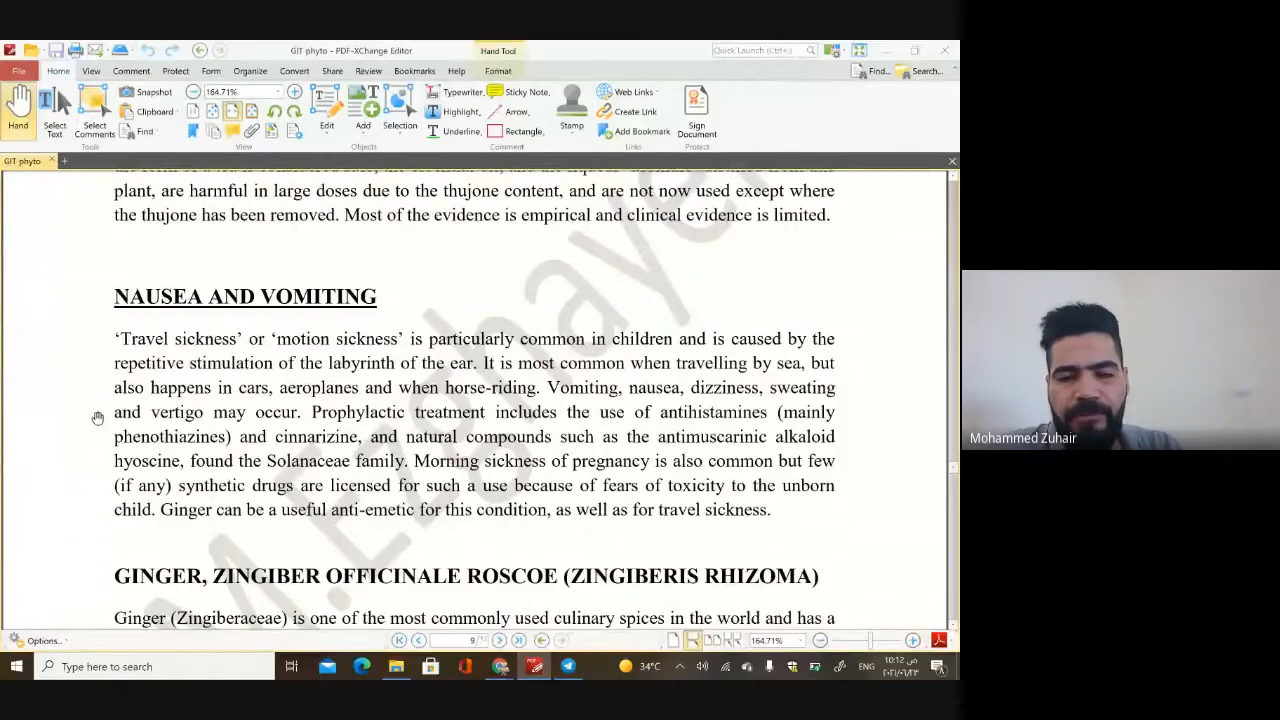 GIT phyto - PDF-XChange Editor
Hand Tool
Quick Launch (Ctrl+.)
File Home View Comment Protect Form Organize Convert Share Review Bookmarks Help Format Find... Search...
Hand
Select Text
Select Comments
Snapshot
Clipboard
Find
Tools
164.71%
View
Edit
Add
Selection
Objects
Typewriter
Highlight
Underline
Sticky Note
Arrow
Rectangle
Comment
Stamp
Web Links
Create Link
Add Bookmark
Links
Sign Document
Protect
GIT phyto
plant, are harmful in large doses due to the thujone content, and are not now used except where
the thujone has been removed. Most of the evidence is empirical and clinical evidence is limited.
NAUSEA AND VOMITING
‘Travel sickness’ or ‘motion sickness’ is particularly common in children and is caused by the
repetitive stimulation of the labyrinth of the ear. It is most common when travelling by sea, but
also happens in cars, aeroplanes and when horse-riding. Vomiting, nausea, dizziness, sweating
and vertigo may occur. Prophylactic treatment includes the use of antihistamines (mainly
phenothiazines) and cinnarizine, and natural compounds such as the antimuscarinic alkaloid
hyoscine, found the Solanaceae family. Morning sickness of pregnancy is also common but few
(if any) synthetic drugs are licensed for such a use because of fears of toxicity to the unborn
child. Ginger can be a useful anti-emetic for this condition, as well as for travel sickness.
GINGER, ZINGIBER OFFICINALE ROSCOE (ZINGIBERIS RHIZOMA)
Ginger (Zingiberaceae) is one of the most commonly used culinary spices in the world and has a
M.Ezghayer
Options...
9
164.71%
Type here to search
34°C
ENG
10:12 ص
Mohammed Zuhair